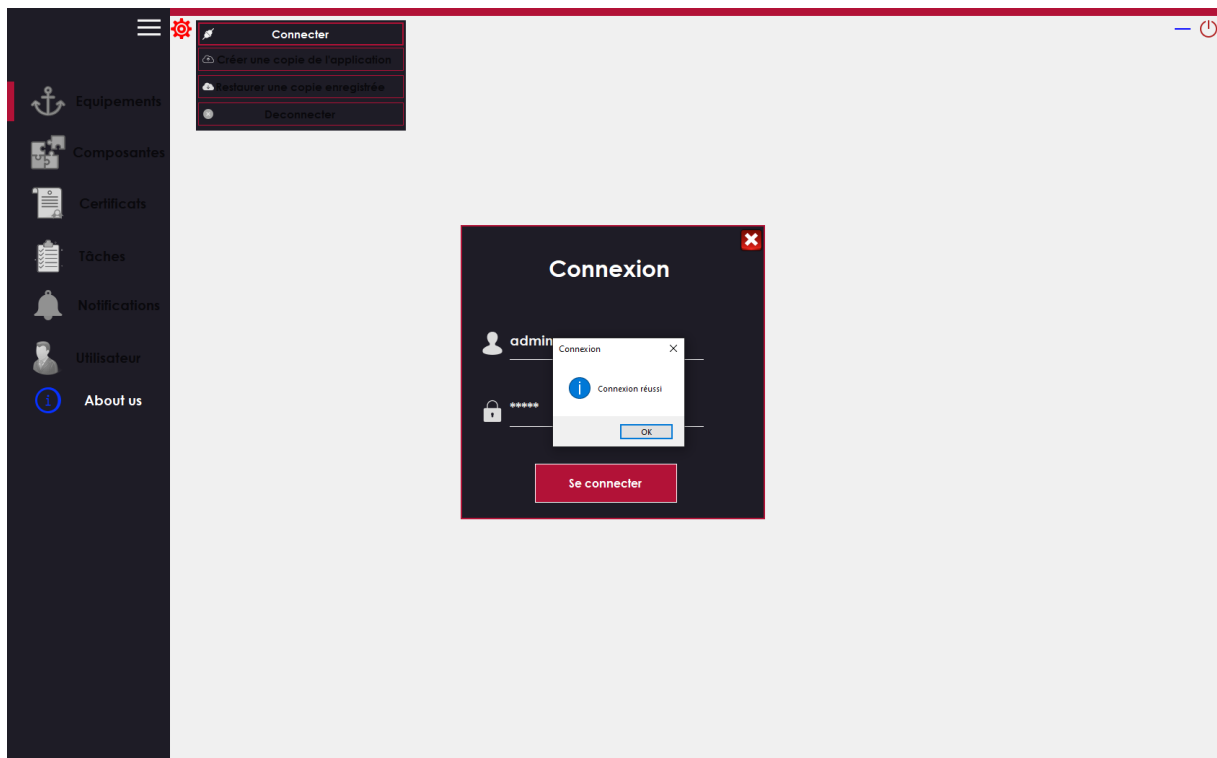 Connecter
Créer une copie de l'application
Restaurer une copie enregistrée
Deconnecter
Equipements
Composantes
Certificats
Tâches
Notifications
Utilisateur
About us
Connexion
admin
*****
Connexion
Connexion réussi
OK
Se connecter